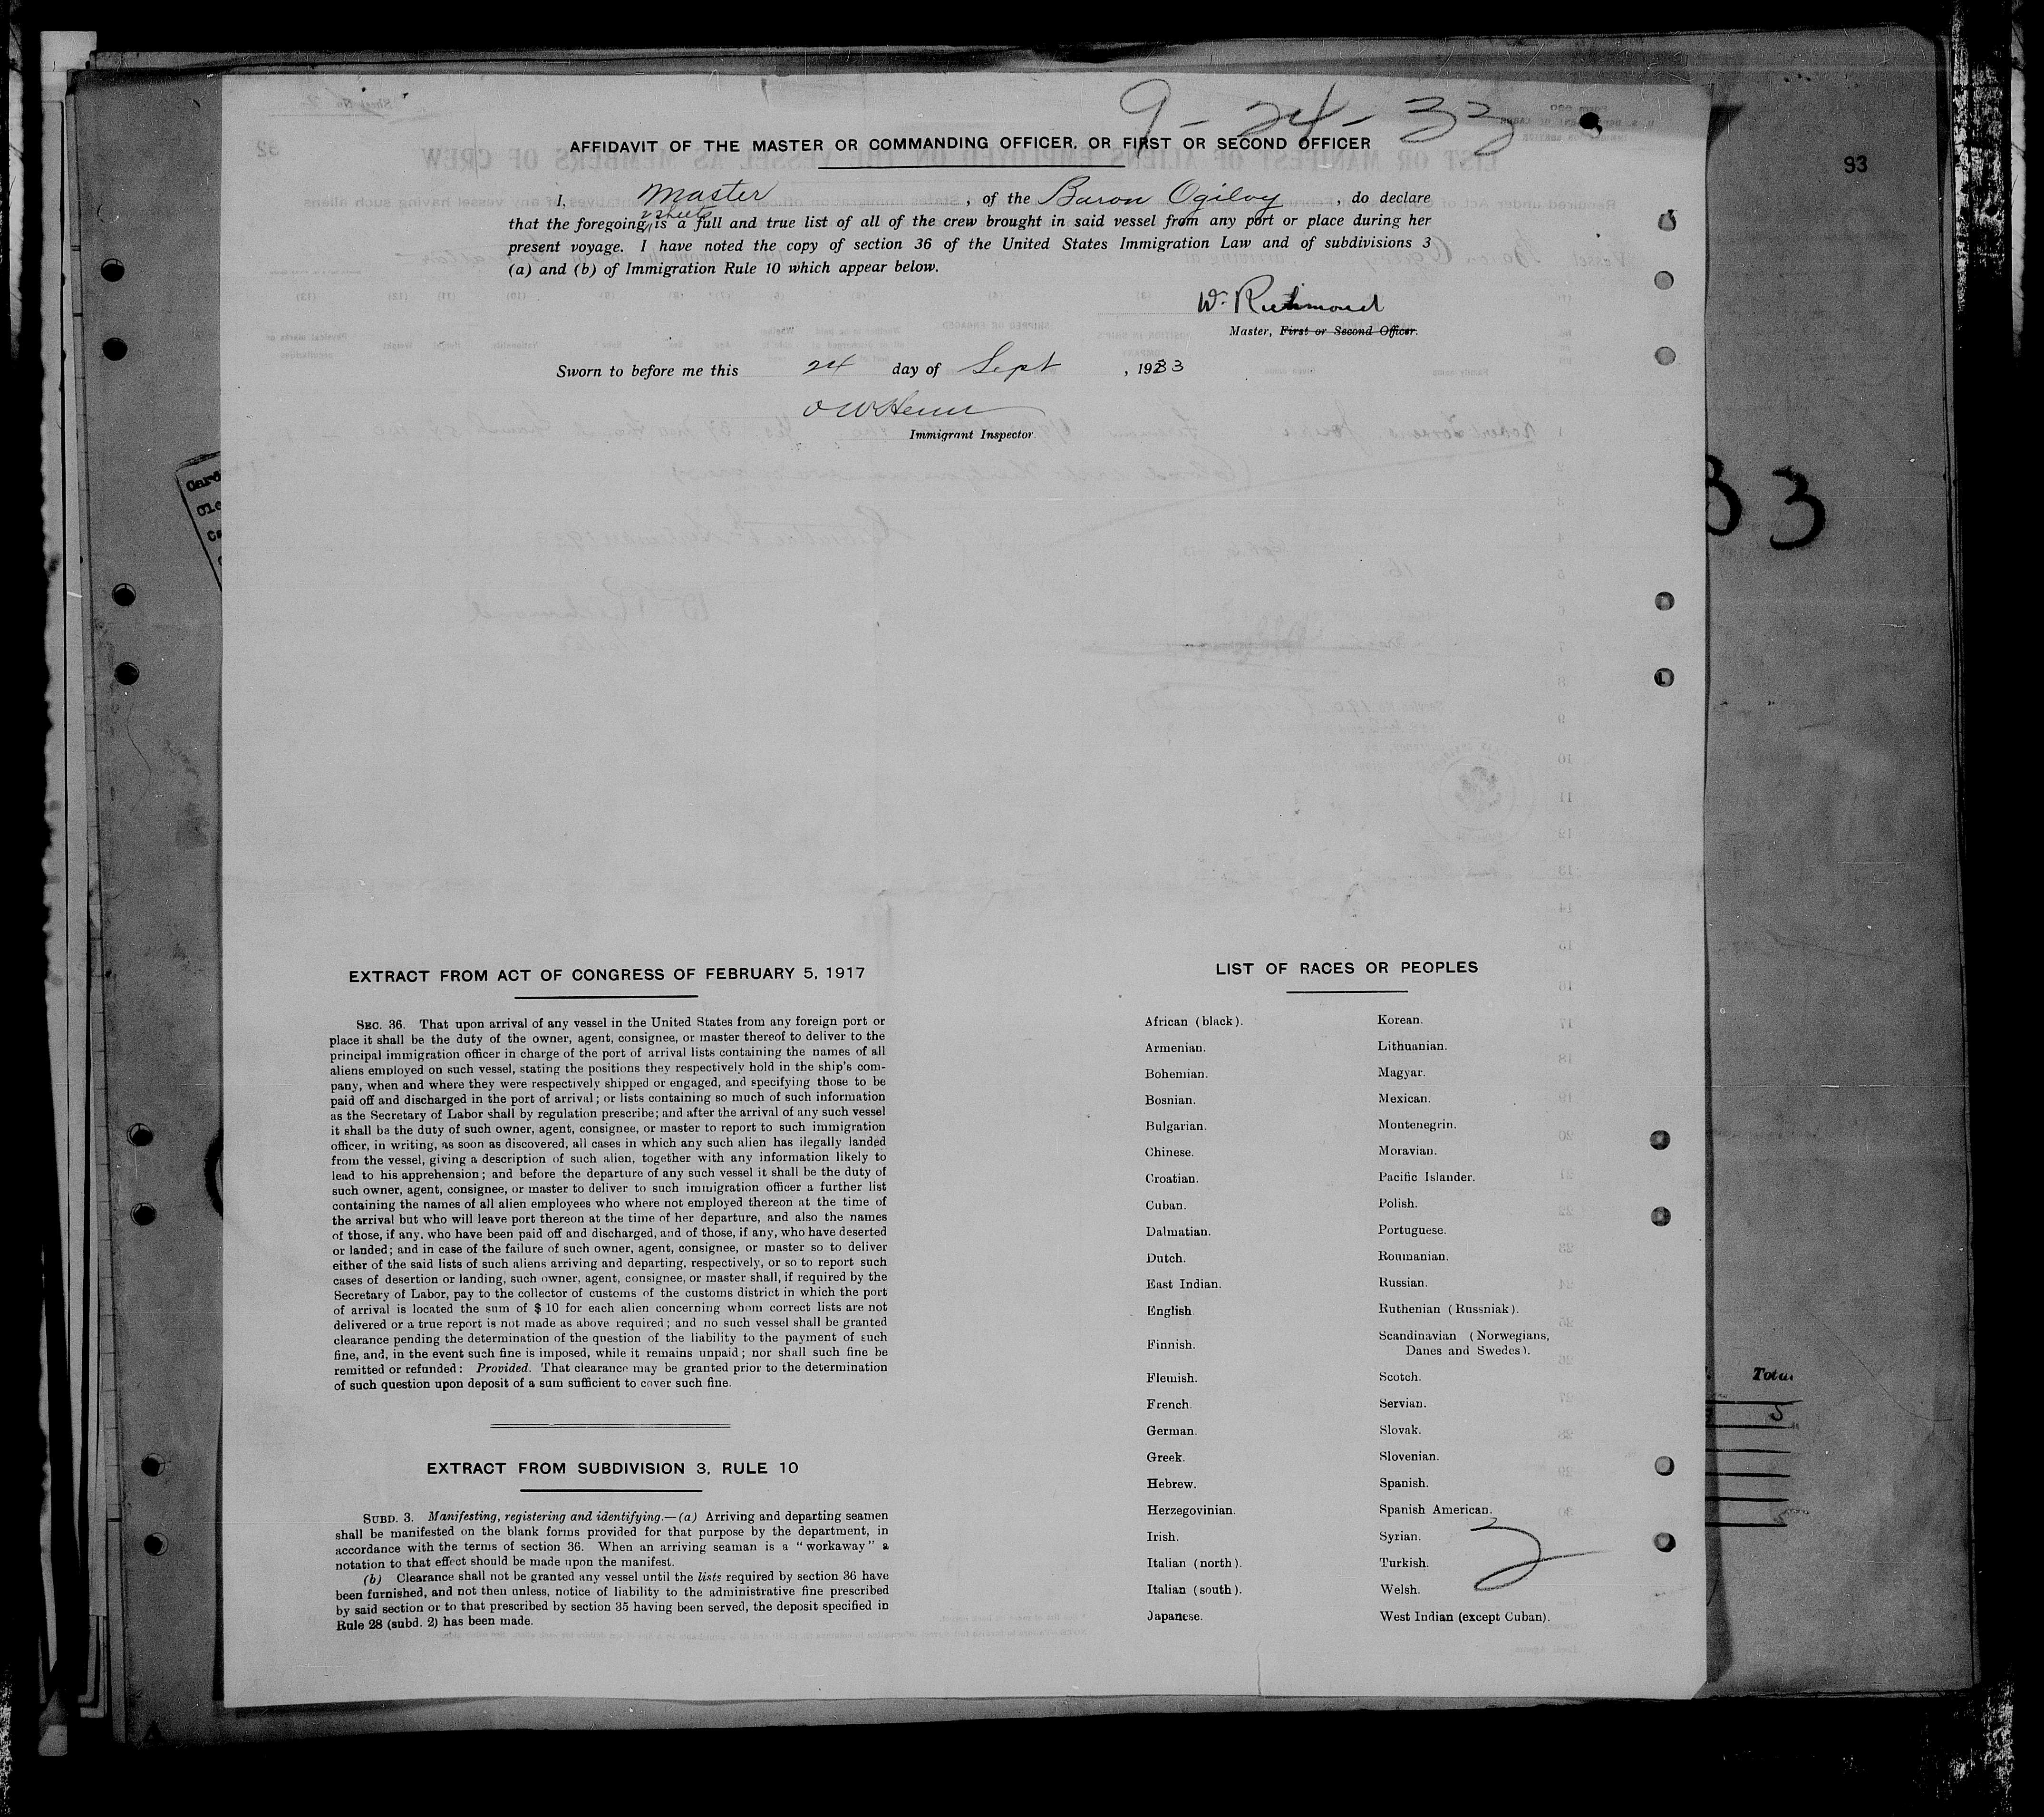 9-24-33
AFFIDAVIT OF THE MASTER OR COMMANDING OFFICER, OR FIRST OR SECOND OFFICER
93
I, Master, of the Baron Ogilvy, do declare
2 sheets
that the foregoing is a full and true list of all of the crew brought in said vessel from any port or place during her
present voyage. I have noted the copy of section 36 of the United States Immigration Law and of subdivisions 3
(a) and (b) of Immigration Rule 10 which appear below.
W. Richmond
Master, First or Second Officer.
Sworn to before me this 24 day of Sept, 1933
Immigrant Inspector.
33
EXTRACT FROM ACT OF CONGRESS OF FEBRUARY 5, 1917
SEC. 36. That upon arrival of any vessel in the United States from any foreign port or
place it shall be the duty of the owner, agent, consignee, or master thereof to deliver to the
principal immigration officer in charge of the port of arrival lists containing the names of all
aliens employed on such vessel, stating the positions they respectively hold in the ship's com-
pany, when and where they were respectively shipped or engaged, and specifying those to be
paid off and discharged in the port of arrival; or lists containing so much of such information
as the Secretary of Labor shall by regulation prescribe; and after the arrival of any such vessel
it shall be the duty of such owner, agent, consignee, or master to report to such immigration
officer, in writing, as soon as discovered, all cases in which any such alien has ilegally landed
from the vessel, giving a description of such alien, together with any information likely to
lead to his apprehension; and before the departure of any such vessel it shall be the duty of
such owner, agent, consignee, or master to deliver to such immigration officer a further list
containing the names of all alien employees who where not employed thereon at the time of
the arrival but who will leave port thereon at the time of her departure, and also the names
of those, if any, who have been paid off and discharged, and of those, if any, who have deserted
or landed; and in case of the failure of such owner, agent, consignee, or master so to deliver
either of the said lists of such aliens arriving and departing, respectively, or so to report such
cases of desertion or landing, such owner, agent, consignee, or master shall, if required by the
Secretary of Labor, pay to the collector of customs of the customs district in which the port
of arrival is located the sum of $10 for each alien concerning whom correct lists are not
delivered or a true report is not made as above required; and no such vessel shall be granted
clearance pending the determination of the question of the liability to the payment of such
fine, and, in the event such fine is imposed, while it remains unpaid; nor shall such fine be
remitted or refunded: Provided. That clearance may be granted prior to the determination
of such question upon deposit of a sum sufficient to cover such fine.
EXTRACT FROM SUBDIVISION 3, RULE 10
SUBD. 3. Manifesting, registering and identifying.—(a) Arriving and departing seamen
shall be manifested on the blank forms provided for that purpose by the department, in
accordance with the terms of section 36. When an arriving seaman is a "workaway" a
notation to that effect should be made upon the manifest.
(b) Clearance shall not be granted any vessel until the lists required by section 36 have
been furnished, and not then unless, notice of liability to the administrative fine prescribed
by said section or to that prescribed by section 35 having been served, the deposit specified in
Rule 28 (subd. 2) has been made.
LIST OF RACES OR PEOPLES
African (black).
Armenian.
Bohemian.
Bosnian.
Bulgarian.
Chinese.
Croatian.
Cuban.
Dalmatian.
Dutch.
East Indian.
English.
Finnish.
Flemish.
French.
German.
Greek.
Hebrew.
Herzegovinian.
Irish.
Italian (north).
Italian (south).
Japanese.
Korean.
Lithuanian.
Magyar.
Mexican.
Montenegrin.
Moravian.
Pacific Islander.
Polish.
Portuguese.
Roumanian.
Russian.
Ruthenian (Russniak).
Scandinavian (Norwegians,
Danes and Swedes).
Scotch.
Servian.
Slovak.
Slovenian.
Spanish.
Spanish American.
Syrian.
Turkish.
Welsh.
West Indian (except Cuban).